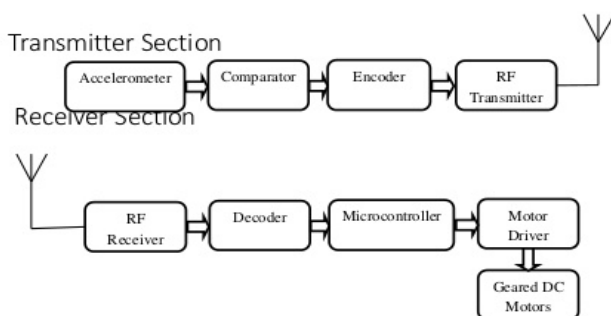 Transmitter Section
Accelerometer
Comparator
Encoder
RF
Transmitter
Receiver Section
RF
Receiver
Decoder
Microcontroller
Motor
Driver
Geared DC
Motors